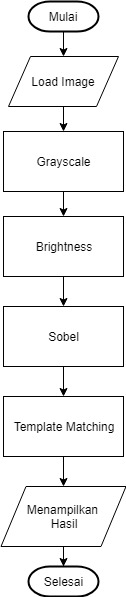 Mulai
Load Image
Grayscale
Brightness
Sobel
Template Matching
Menampilkan
Hasil
Selesai